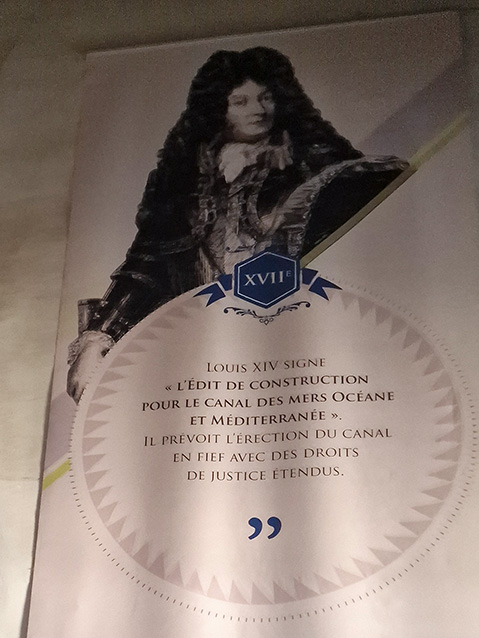 XVIIE
LOUIS XIV SIGNE
« L'ÉDIT DE CONSTRUCTION
POUR LE CANAL DES MERS OCÉANE
ET MÉDITERRANÉE ».
IL PRÉVOIT L'ÉRECTION DU CANAL
EN FIEF AVEC DES DROITS
DE JUSTICE ÉTENDUS.
”